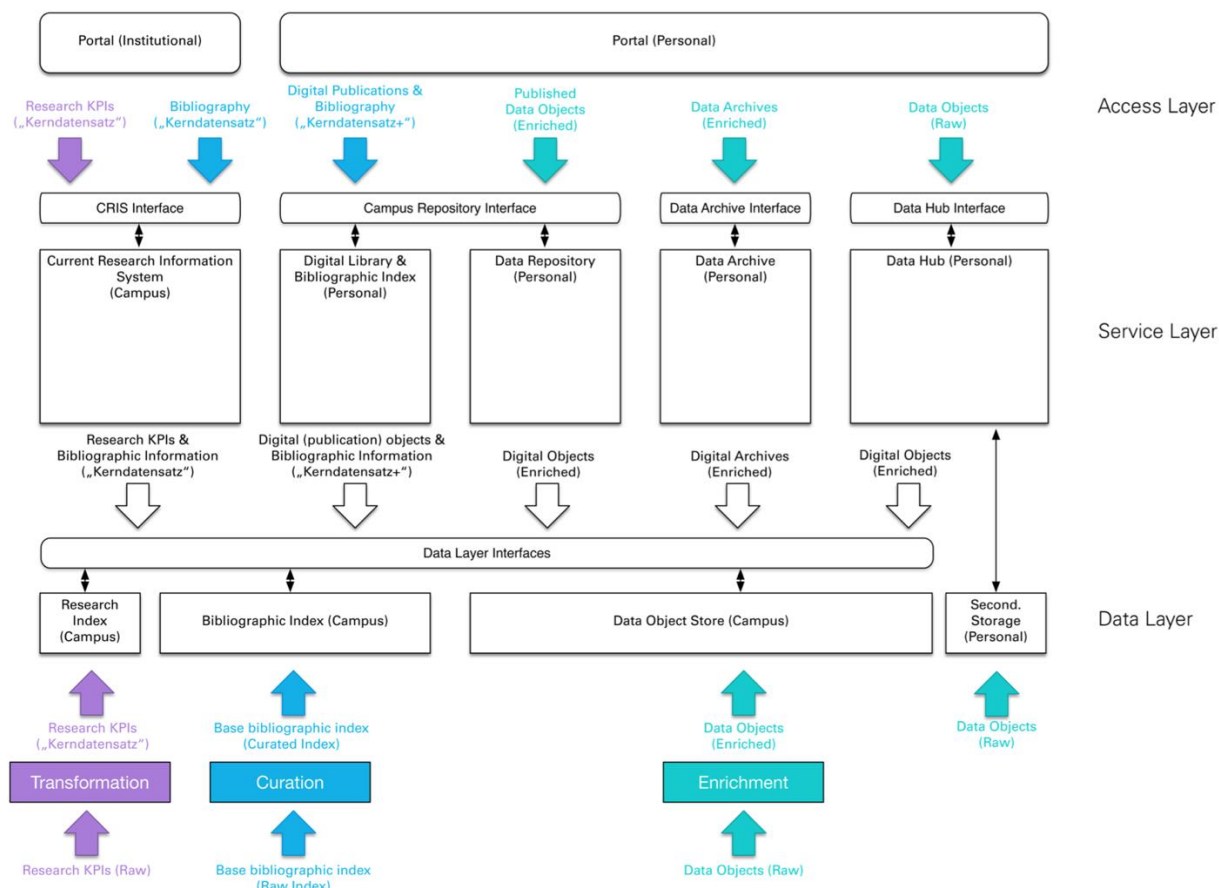 Portal (Institutional)
Portal (Personal)
Access Layer
Research KPIs
(„Kerndatensatz“)
Bibliography
(„Kerndatensatz“)
Digital Publications &
Bibliography
(„Kerndatensatz+“)
Published
Data Objects
(Enriched)
Data Archives
(Enriched)
Data Objects
(Raw)
CRIS Interface
Campus Repository Interface
Data Archive Interface
Data Hub Interface
Current Research Information
System
(Campus)
Digital Library &
Bibliographic Index
(Personal)
Data Repository
(Personal)
Data Archive
(Personal)
Data Hub (Personal)
Service Layer
Research KPIs &
Bibliographic Information
(„Kerndatensatz“)
Digital (publication) objects &
Bibliographic Information
(„Kerndatensatz+“)
Digital Objects
(Enriched)
Digital Archives
(Enriched)
Digital Objects
(Enriched)
Data Layer Interfaces
Research
Index
(Campus)
Bibliographic Index (Campus)
Data Object Store (Campus)
Second.
Storage
(Personal)
Data Layer
Research KPIs
(„Kerndatensatz“)
Base bibliographic index
(Curated Index)
Data Objects
(Enriched)
Data Objects
(Raw)
Transformation
Curation
Enrichment
Research KPIs (Raw)
Base bibliographic index
(Raw Index)
Data Objects (Raw)